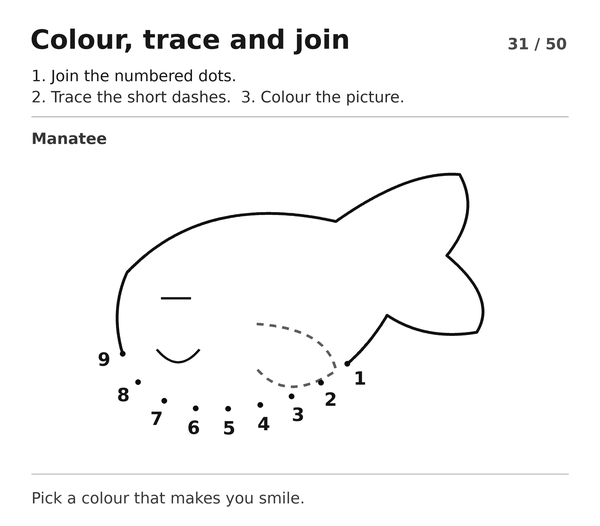 Colour, trace and join
31 / 50
1. Join the numbered dots.
2. Trace the short dashes.  3. Colour the picture.
Manatee
9
1
8
2
7
3
6
5
4
Pick a colour that makes you smile.